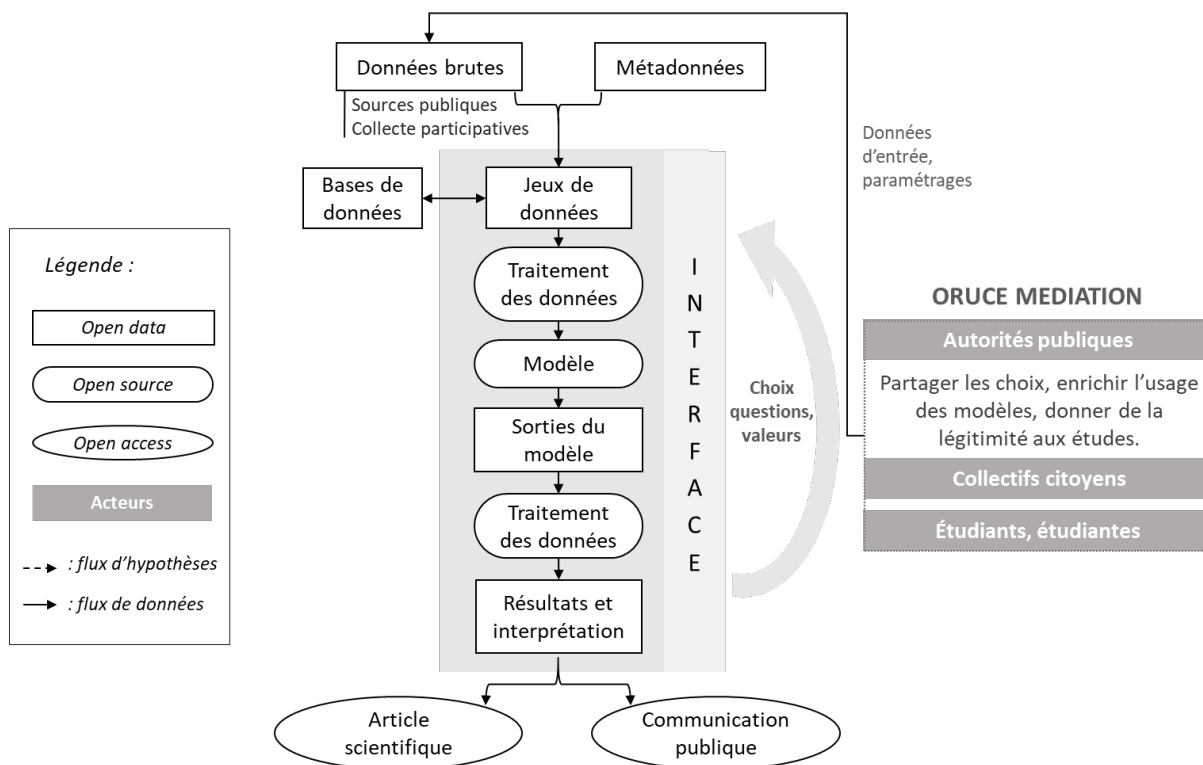 Données brutes
Métadonnées
Sources publiques
Collecte participatives
Données
d'entrée,
paramétrages
Bases de
données
Jeux de
données
Légende :
Open data
Open source
Open access
Acteurs
: flux d'hypothèses
: flux de données
Traitement
des données
Modèle
Sorties du
modèle
Traitement
des données
Résultats et
interprétation
INTERFACE
Choix
questions,
valeurs
ORUCE MEDIATION
Autorités publiques
Partager les choix, enrichir l'usage
des modèles, donner de la
légitimité aux études.
Collectifs citoyens
Étudiants, étudiantes
Article
scientifique
Communication
publique